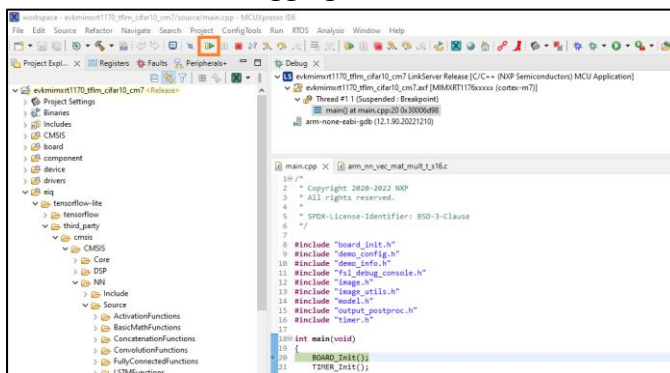 workspace - evkmimxrt1170_tflm_cifar10_cm7/source/main.cpp - MCUXpresso IDE
File Edit Source Refactor Navigate Search Project ConfigTools Run RTOS Analysis Window Help
Project Expl... Registers Faults Peripherals+
evkmimxrt1170_tflm_cifar10_cm7 <Release>
Project Settings
Binaries
Includes
CMSIS
board
component
device
drivers
eiq
tensorflow-lite
tensorflow
third_party
cmsis
CMSIS
Core
DSP
NN
Include
Source
ActivationFunctions
BasicMathFunctions
ConcatenationFunctions
ConvolutionFunctions
FullyConnectedFunctions
LSTMFunctions
Debug
evkmimxrt1170_tflm_cifar10_cm7 LinkServer Release [C/C++ (NXP Semiconductors) MCU Application]
evkmimxrt1170_tflm_cifar10_cm7.axf [MIMXRT1176xxxxx (cortex-m7)]
Thread #1 1 (Suspended : Breakpoint)
main() at main.cpp:20 0x30006d98
arm-none-eabi-gdb (12.1.90.20221210)
main.cpp arm_nn_vec_mat_mult_t_s16.c
1 /*
2 * Copyright 2020-2022 NXP
3 * All rights reserved.
4 *
5 * SPDX-License-Identifier: BSD-3-Clause
6 */
7
8 #include "board_init.h"
9 #include "demo_config.h"
10 #include "demo_info.h"
11 #include "fsl_debug_console.h"
12 #include "image.h"
13 #include "image_utils.h"
14 #include "model.h"
15 #include "output_postproc.h"
16 #include "timer.h"
17
18 int main(void)
19 {
20 BOARD_Init();
21 TIMER_Init();